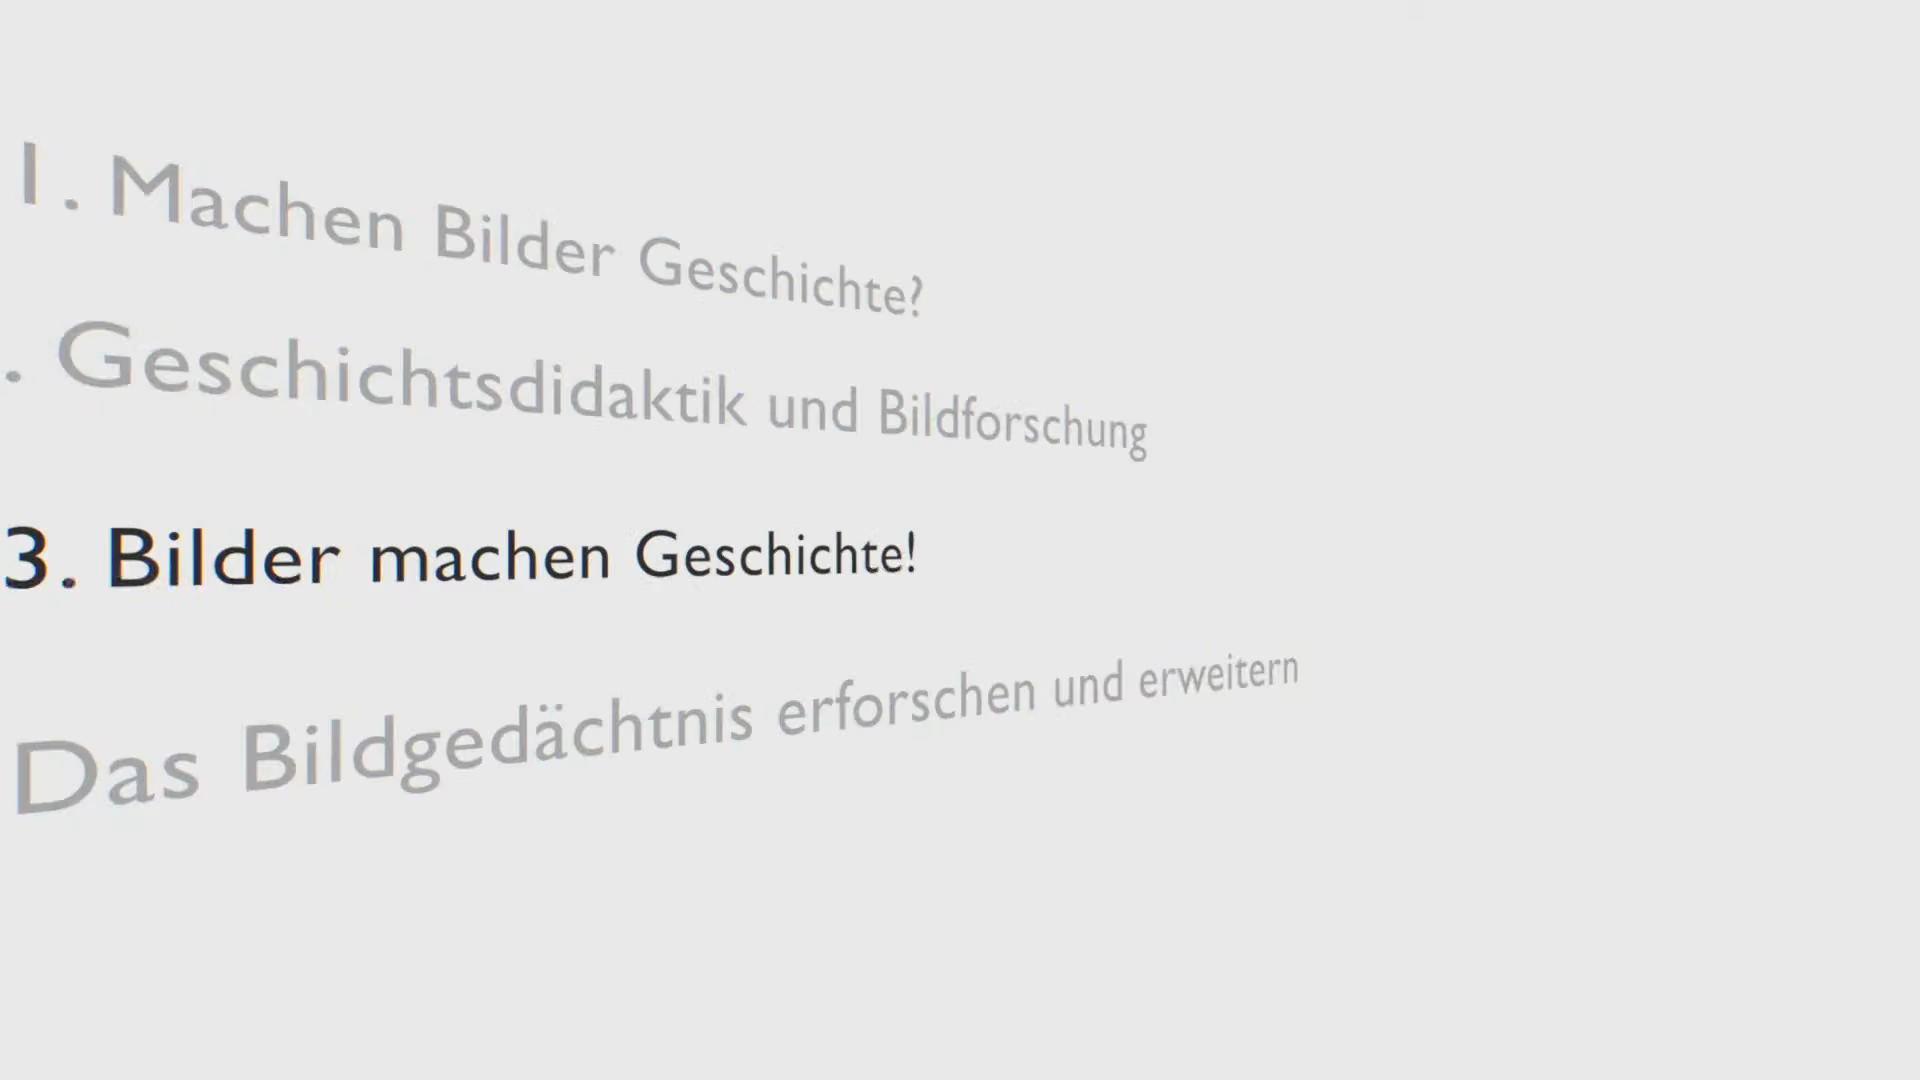 1. Machen Bilder Geschichte?
. Geschichtsdidaktik und Bildforschung
3. Bilder machen Geschichte!
Das Bildgedächtnis erforschen und erweitern